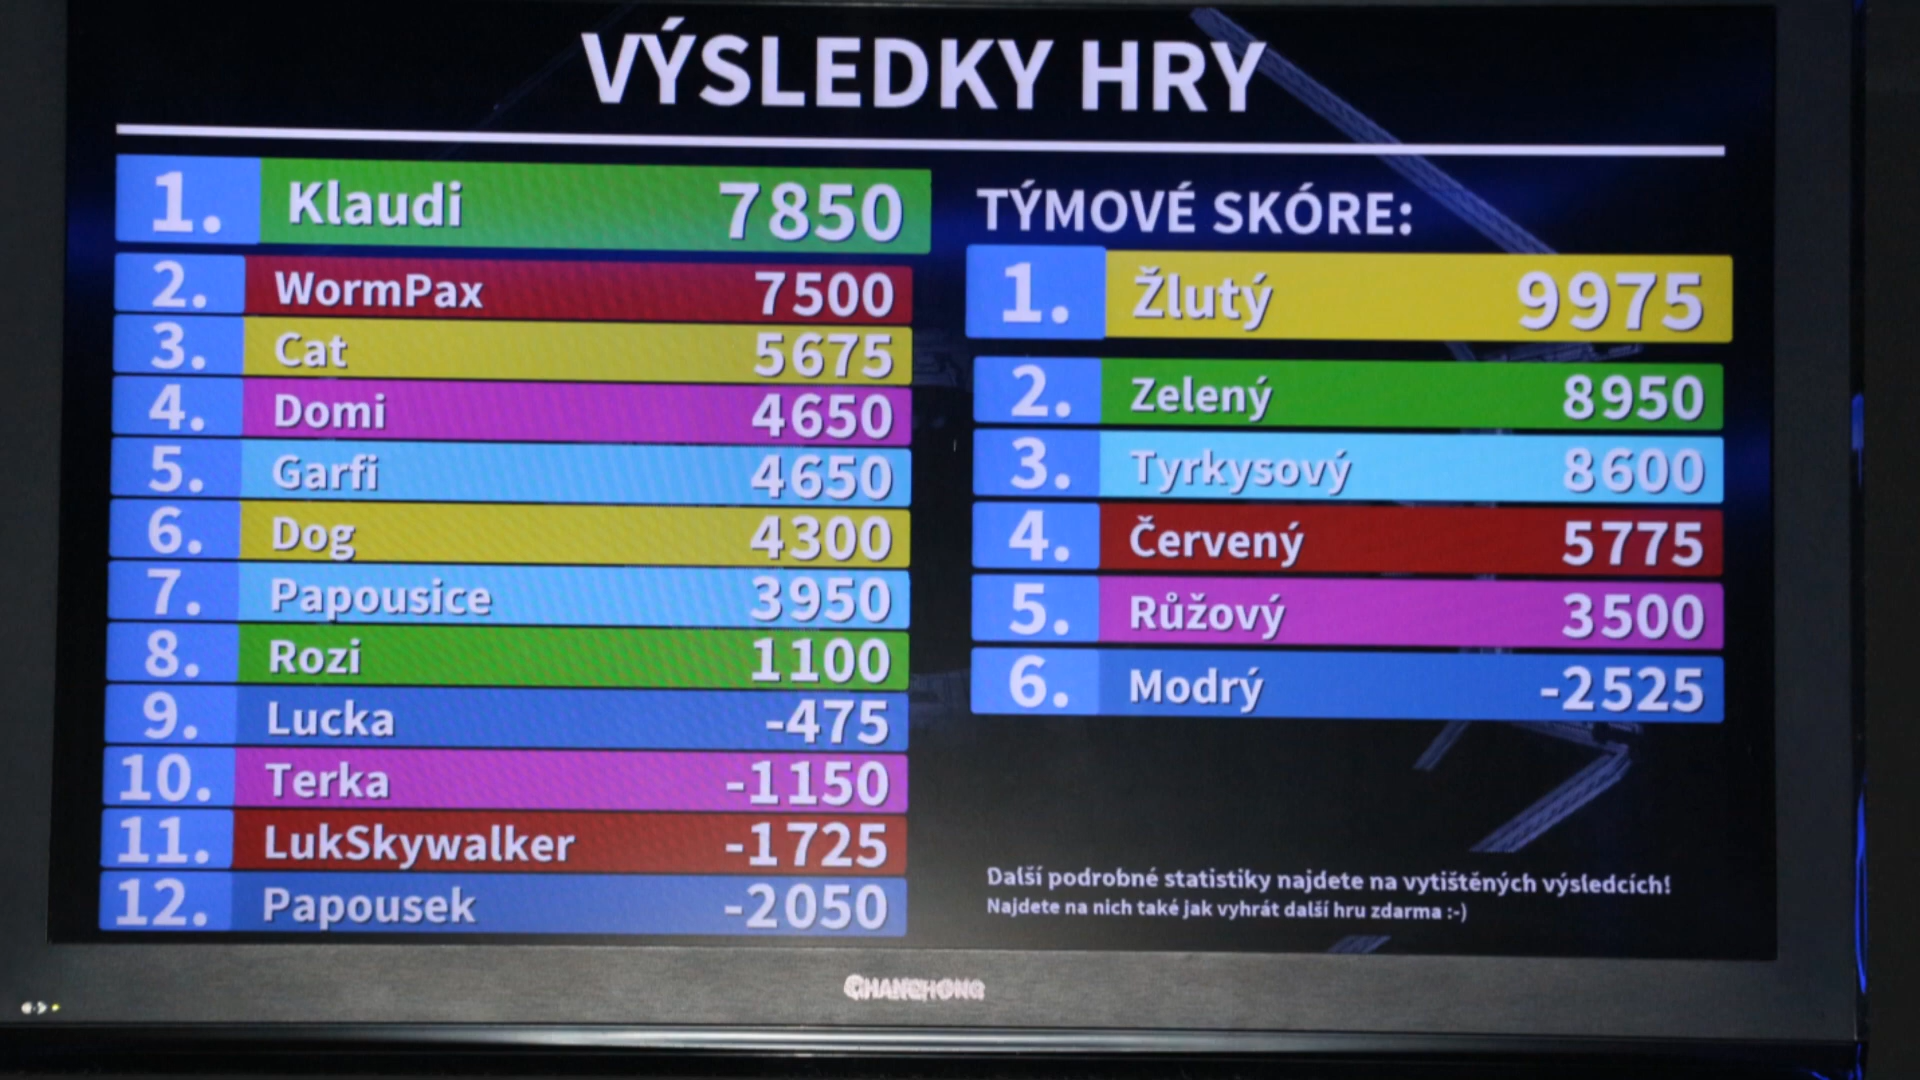 VÝSLEDKY HRY
1. Klaudi 7850
2. WormPax 7500
3. Cat 5675
4. Domi 4650
5. Garfi 4650
6. Dog 4300
7. Papousice 3950
8. Rozi 1100
9. Lucka -475
10. Terka -1150
11. LukSkywalker -1725
12. Papousek -2050
TÝMOVÉ SKÓRE:
1. Žlutý 9975
2. Zelený 8950
3. Tyrkysový 8600
4. Červený 5775
5. Růžový 3500
6. Modrý -2525
Další podrobné statistiky najdete na vytištěných výsledcích!
Najdete na nich také jak vyhrát další hru zdarma :-)
CHANGHONG